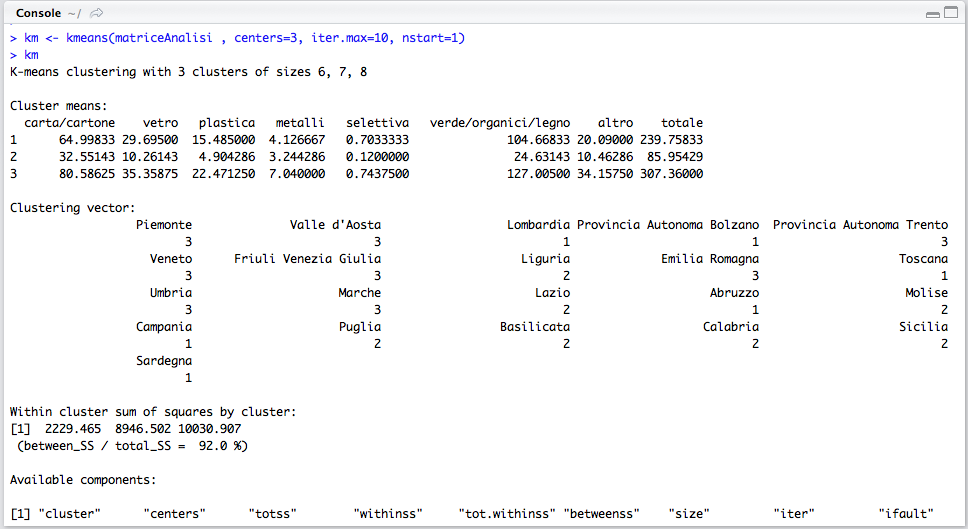 Console ~/
> km <- kmeans(matriceAnalisi , centers=3, iter.max=10, nstart=1)
> km
K-means clustering with 3 clusters of sizes 6, 7, 8
Cluster means:
carta/cartone vetro plastica metalli selettiva verde/organici/legno altro totale
1 64.99833 29.69500 15.485000 4.126667 0.7033333 104.66833 20.09000 239.75833
2 32.55143 10.26143 4.904286 3.244286 0.1200000 24.63143 10.46286 85.95429
3 80.58625 35.35875 22.471250 7.040000 0.7437500 127.00500 34.15750 307.36000
Clustering vector:
Piemonte Valle d'Aosta Lombardia Provincia Autonoma Bolzano Provincia Autonoma Trento
3 3 1 1 3
Veneto Friuli Venezia Giulia Liguria Emilia Romagna Toscana
3 3 2 3 1
Umbria Marche Lazio Abruzzo Molise
3 3 2 1 2
Campania Puglia Basilicata Calabria Sicilia
1 2 2 2 2
Sardegna
1
Within cluster sum of squares by cluster:
[1] 2229.465 8946.502 10030.907
(between_SS / total_SS = 92.0 %)
Available components:
[1] "cluster" "centers" "totss" "withinss" "tot.withinss" "betweenss" "size" "iter" "ifault"